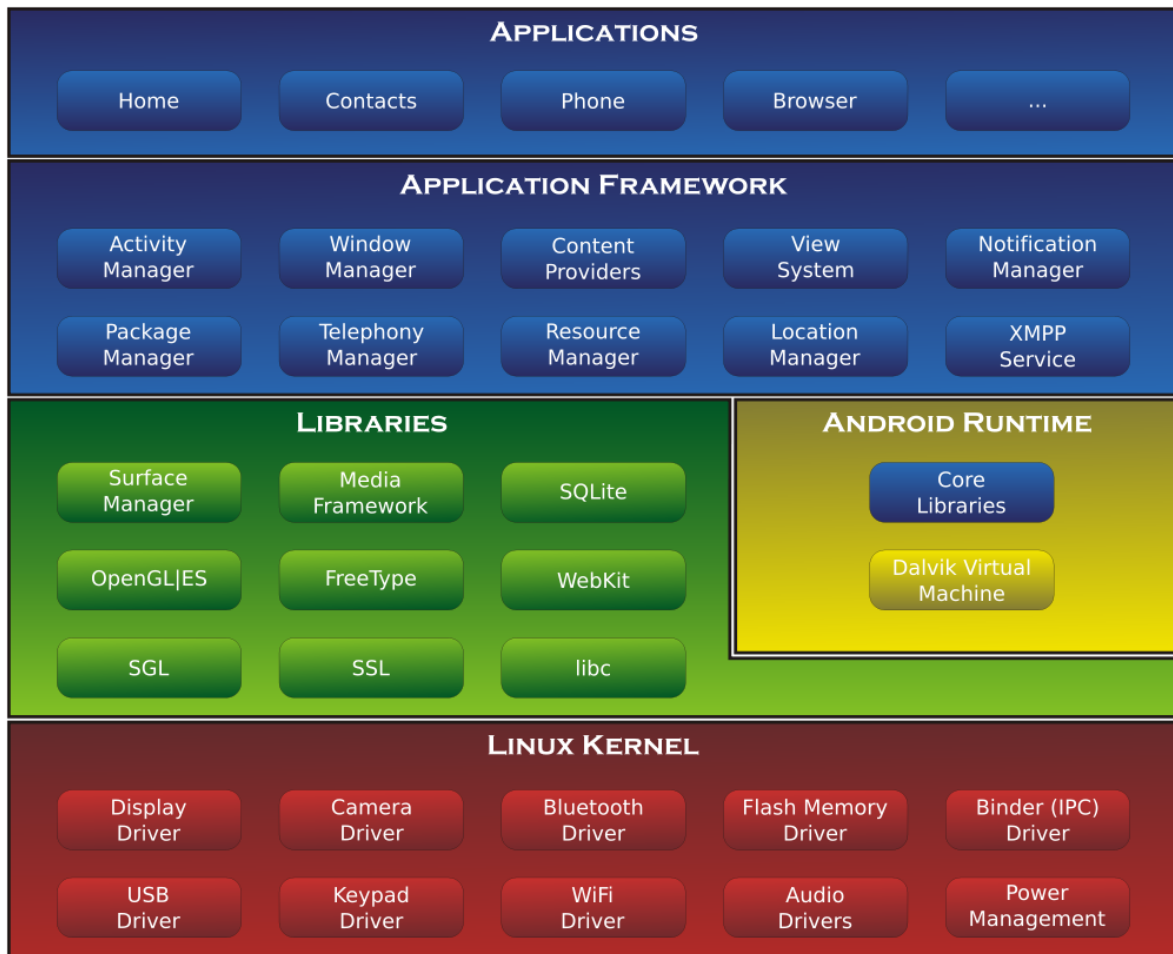 APPLICATIONS
Home
Contacts
Phone
Browser
...
APPLICATION FRAMEWORK
Activity
Manager
Window
Manager
Content
Providers
View
System
Notification
Manager
Package
Manager
Telephony
Manager
Resource
Manager
Location
Manager
XMPP
Service
LIBRARIES
Surface
Manager
Media
Framework
SQLite
OpenGL|ES
FreeType
WebKit
SGL
SSL
libc
ANDROID RUNTIME
Core
Libraries
Dalvik Virtual
Machine
LINUX KERNEL
Display
Driver
Camera
Driver
Bluetooth
Driver
Flash Memory
Driver
Binder (IPC)
Driver
USB
Driver
Keypad
Driver
WiFi
Driver
Audio
Drivers
Power
Management